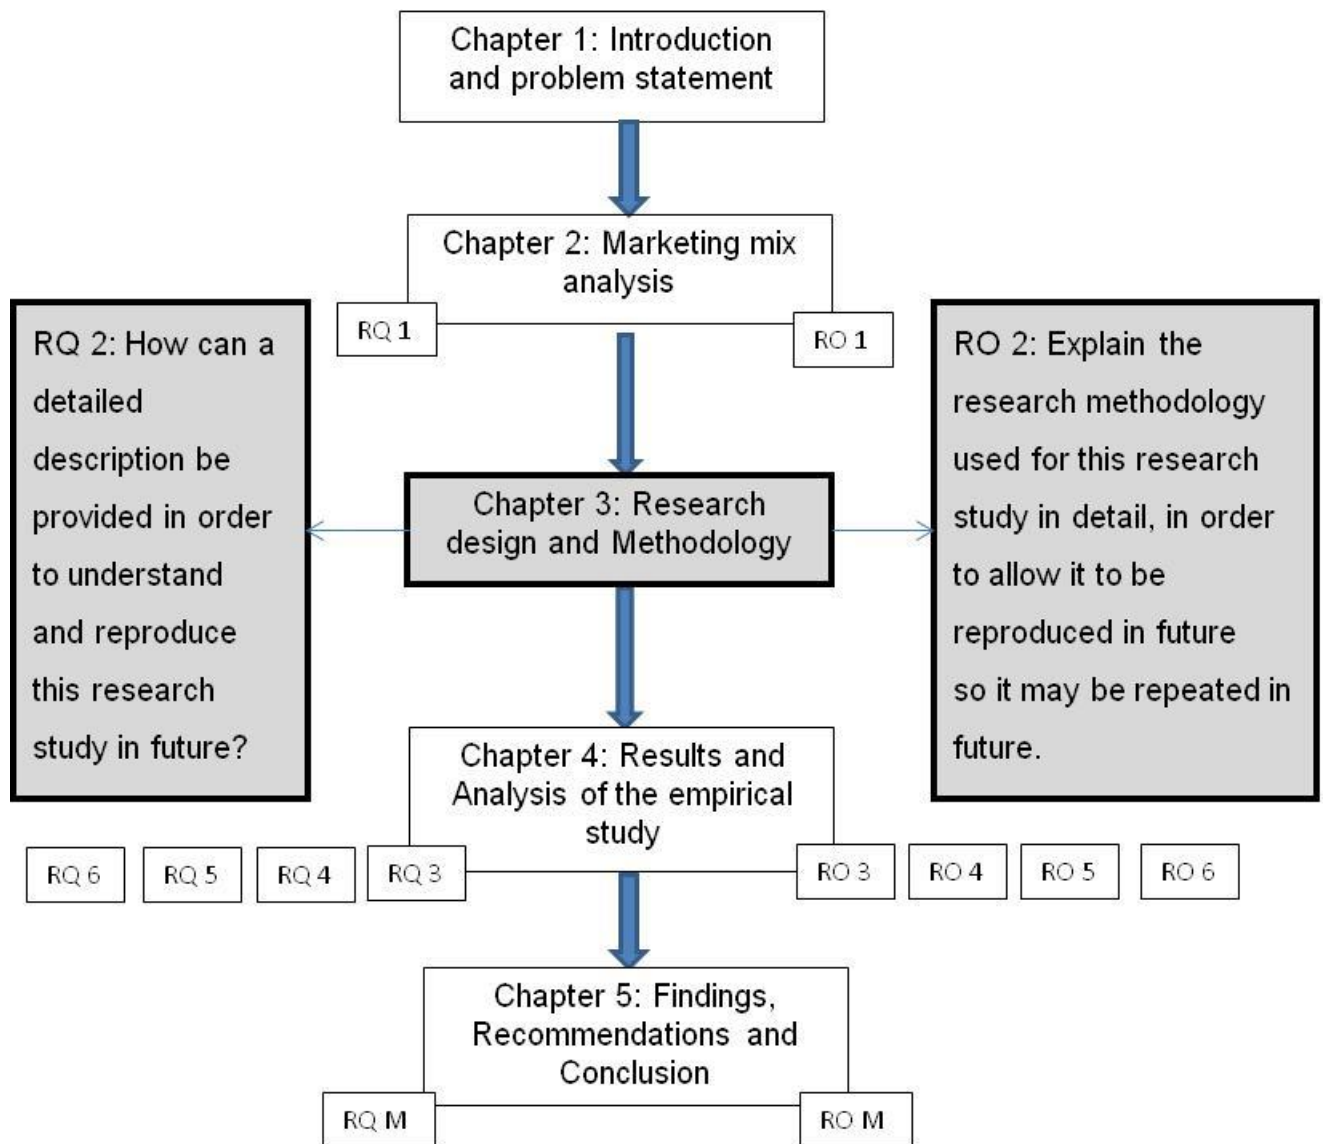 Chapter 1: Introduction
and problem statement
Chapter 2: Marketing mix
analysis
RQ 1
RO 1
RQ 2: How can a
detailed
description be
provided in order
to understand
and reproduce
this research
study in future?
Chapter 3: Research
design and Methodology
RO 2: Explain the
research methodology
used for this research
study in detail, in order
to allow it to be
reproduced in future
so it may be repeated in
future.
Chapter 4: Results and
Analysis of the empirical
study
RQ 6
RQ 5
RQ 4
RQ 3
RO 3
RO 4
RO 5
RO 6
Chapter 5: Findings,
Recommendations and
Conclusion
RQ M
RO M